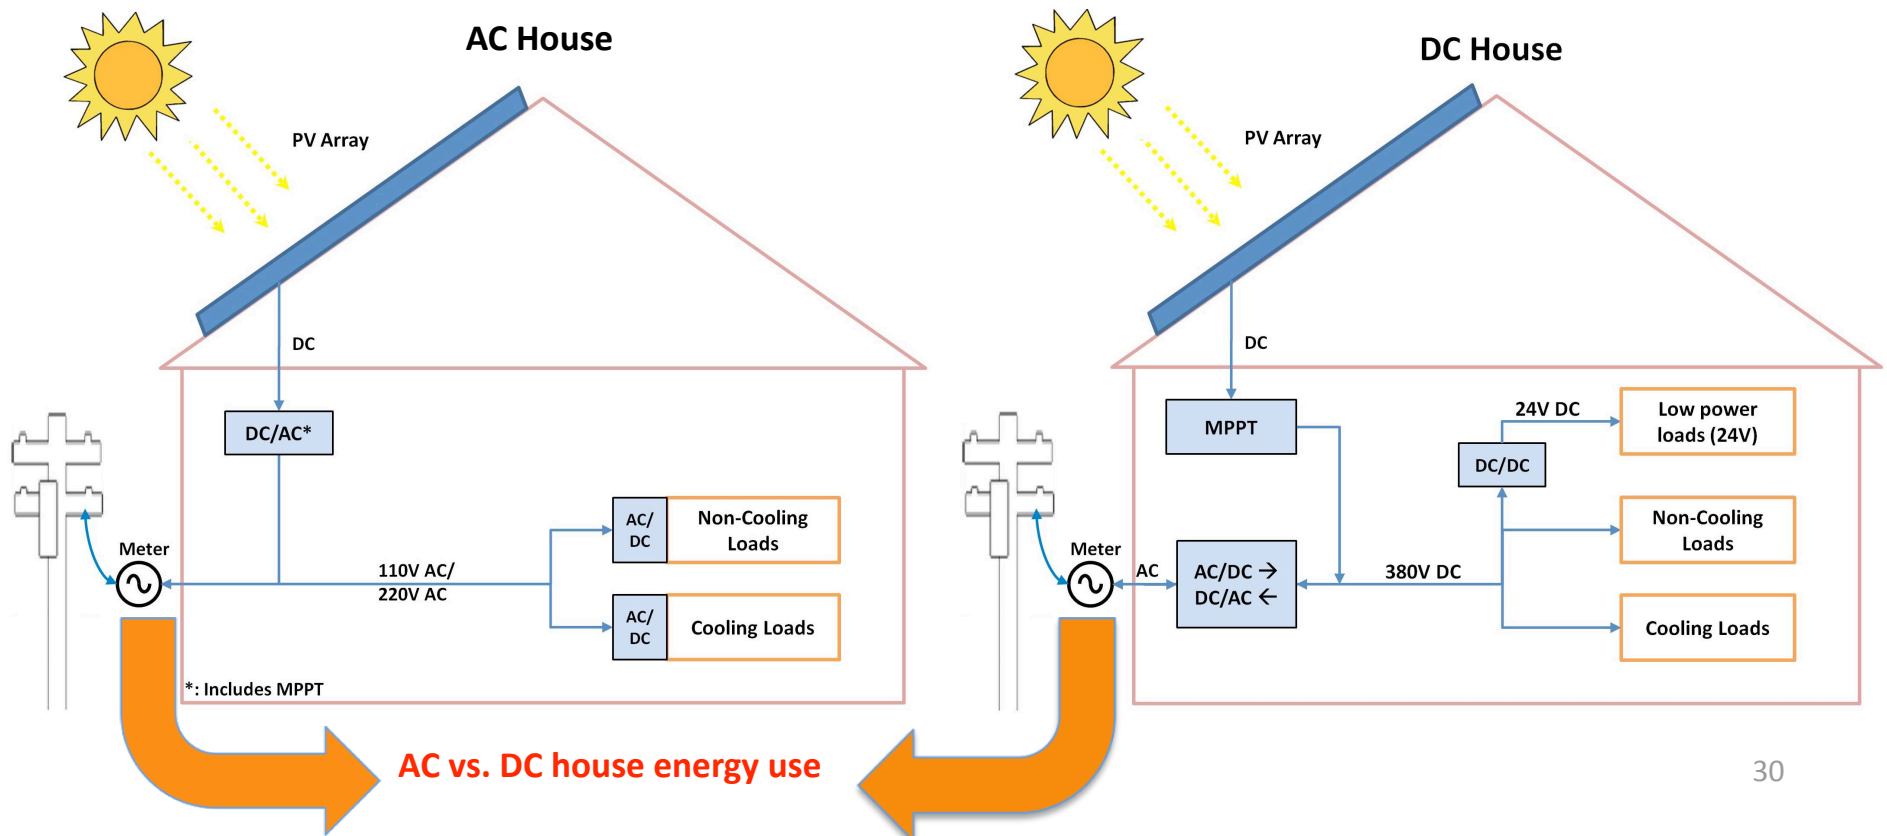 AC House
PV Array
DC
DC/AC*
Meter
110V AC/
220V AC
AC/
DC
Non-Cooling
Loads
AC/
DC
Cooling Loads
*: Includes MPPT
DC House
PV Array
DC
MPPT
24V DC
Low power
loads (24V)
DC/DC
Non-Cooling
Loads
Meter
AC
AC/DC →
DC/AC ←
380V DC
Cooling Loads
AC vs. DC house energy use
30